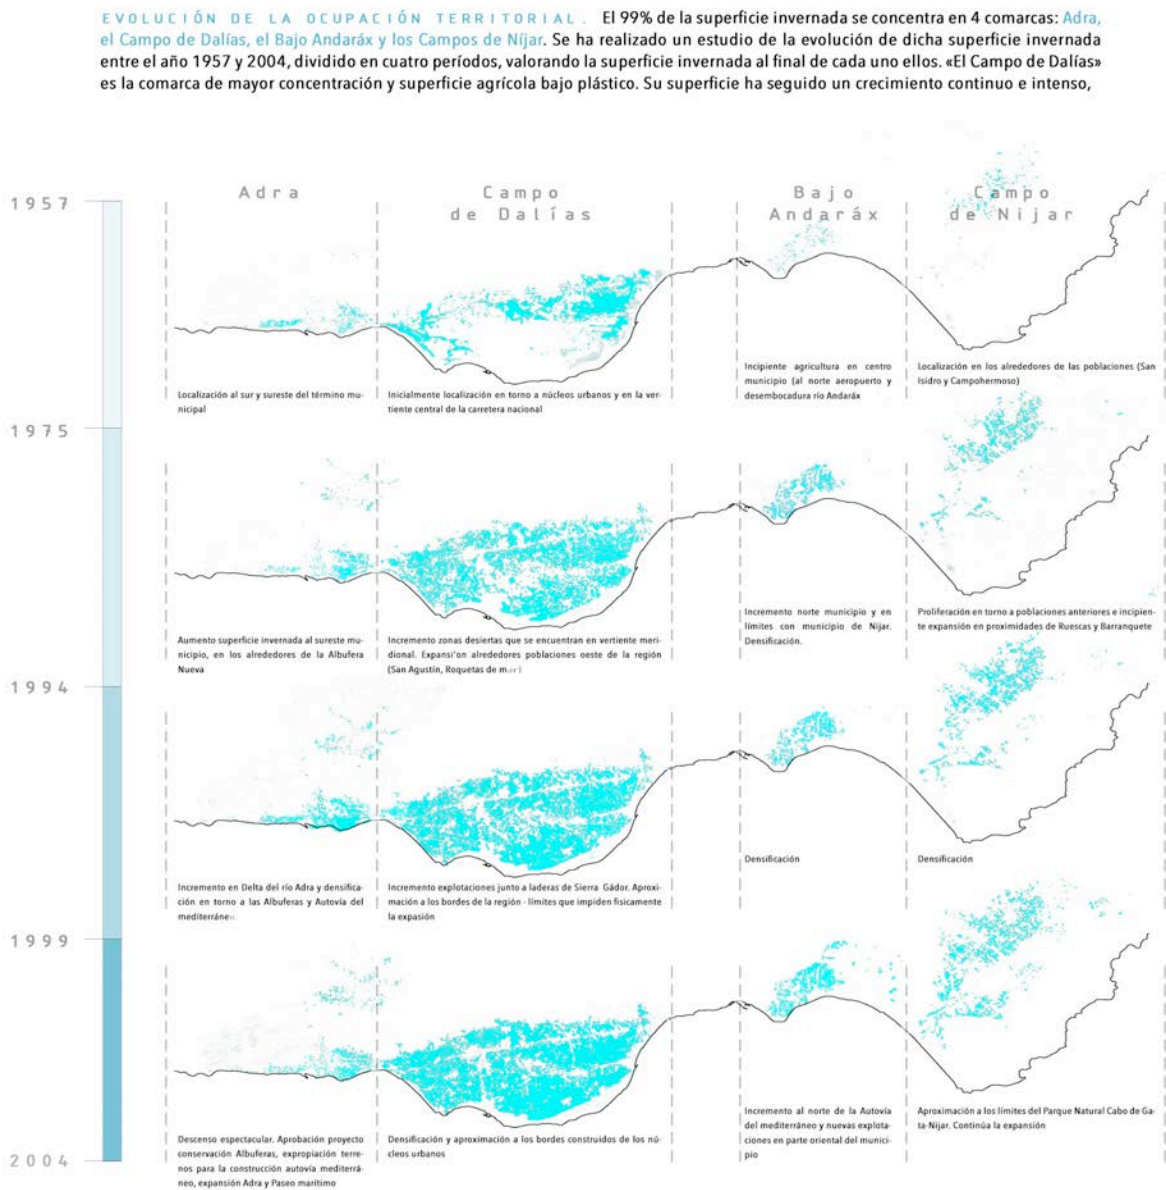 EVOLUCIÓN DE LA OCUPACIÓN TERRITORIAL. El 99% de la superficie invernada se concentra en 4 comarcas: Adra,
el Campo de Dalías, el Bajo Andaráx y los Campos de Níjar. Se ha realizado un estudio de la evolución de dicha superficie invernada
entre el año 1957 y 2004, dividido en cuatro períodos, valorando la superficie invernada al final de cada uno ellos. «El Campo de Dalías»
es la comarca de mayor concentración y superficie agrícola bajo plástico. Su superficie ha seguido un crecimiento continuo e intenso,
Adra
Campo
de Dalías
Bajo
Andaráx
Campo
de Nijar
1957
Localización al sur y sureste del término mu-
nicipal
Inicialmente localización en torno a núcleos urbanos y en la ver-
tiente central de la carretera nacional
Incipiente agricultura en centro
municipio (al norte aeropuerto y
desembocadura río Andaráx
Localización en los alrededores de las poblaciones (San
Isidro y Campohermoso)
1975
Aumento superficie invernada al sureste mu-
nicipio, en los alrededores de la Albufera
Nueva
Incremento zonas desiertas que se encuentran en vertiente meri-
dional. Expansi'on alrededores poblaciones oeste de la región
(San Agustín, Roquetas de mar)
Incremento norte municipio y en
límites con municipio de Nijar.
Densificación.
Proliferación en torno a poblaciones anteriores e incipien-
te expansión en proximidades de Ruescas y Barranquete
1994
Incremento en Delta del río Adra y densifica-
ción en torno a las Albuferas y Autovía del
mediterráneo
Incremento explotaciones junto a laderas de Sierra Gádor. Aproxi-
mación a los bordes de la región - límites que impiden fisicamente
la expasión
Densificación
Densificación
1999
Descenso espectacular. Aprobación proyecto
conservación Albuferas, expropiación terre-
nos para la construcción autovía mediterrá-
neo, expansión Adra y Paseo marítimo
Densificación y aproximación a los bordes construidos de los nú-
cleos urbanos
Incremento al norte de la Autovía
del mediterráneo y nuevas explota-
ciones en parte oriental del munici-
pio
Aproximación a los límites del Parque Natural Cabo de Ga-
ta-Nijar. Continúa la expansión
2004